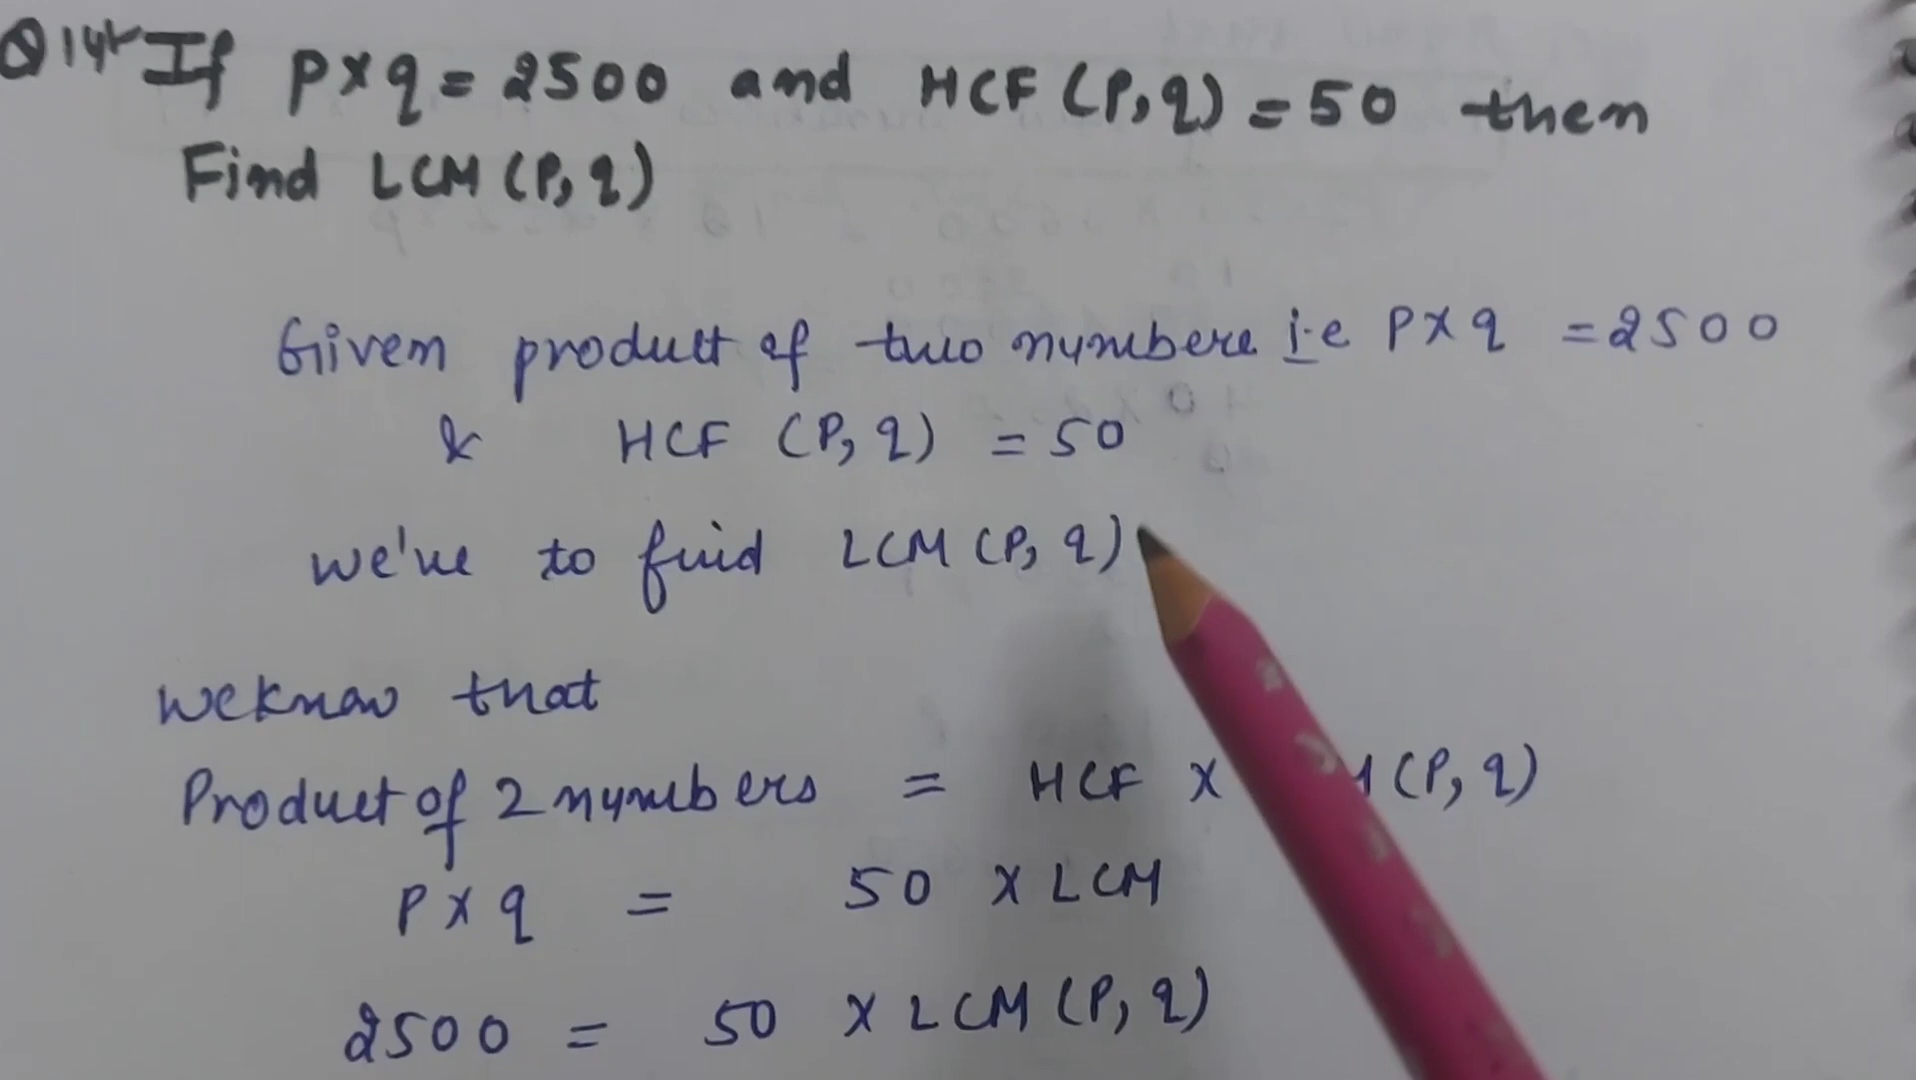 Q14 If p×q = 2500 and HCF (P,q) = 50 then
Find LCM (P,q)
Given product of two numbers i.e P×q = 2500
& HCF (P,q) = 50
we've to find LCM (P,q)
We know that
Product of 2 numbers = HCF × (P,q)
P×q = 50 × LCM
2500 = 50 × LCM (P,q)